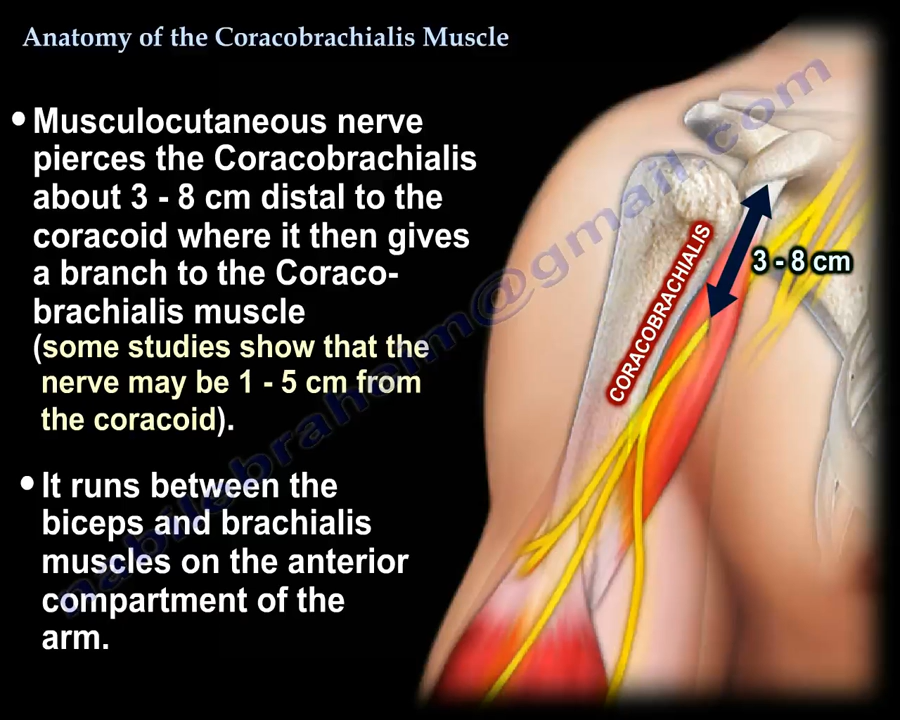 Anatomy of the Coracobrachialis Muscle
• Musculocutaneous nerve
pierces the Coracobrachialis
about 3 - 8 cm distal to the
coracoid where it then gives
a branch to the Coraco-
brachialis muscle
(some studies show that the
nerve may be 1 - 5 cm from
the coracoid).
• It runs between the
biceps and brachialis
muscles on the anterior
compartment of the
arm.
CORACOBRACHIALIS
3 - 8 cm
nabilebraheim@gmail.com